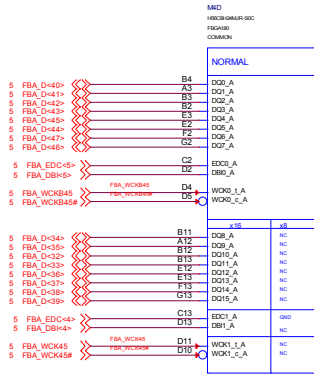 M4D
FBGA180
COMMON
NORMAL
5 FBA_D<40> B4 DQ0_A
5 FBA_D<41> A3 DQ1_A
5 FBA_D<42> B3 DQ2_A
5 FBA_D<43> B2 DQ3_A
5 FBA_D<45> E3 DQ4_A
5 FBA_D<44> E2 DQ5_A
5 FBA_D<47> F2 DQ6_A
5 FBA_D<46> G2 DQ7_A
5 FBA_EDC<5> C2 EDC0_A
5 FBA_DBI<5> D2 DBI0_A
5 FBA_WCKB45 FBA_WCKB45 D4 WCK0_t_A
5 FBA_WCKB45# FBA_WCKB45# D5 WCK0_c_A
x16 x8
5 FBA_D<34> B11 DQ8_A NC
5 FBA_D<35> A12 DQ9_A NC
5 FBA_D<32> B12 DQ10_A NC
5 FBA_D<33> B13 DQ11_A NC
5 FBA_D<36> E12 DQ12_A NC
5 FBA_D<37> E13 DQ13_A NC
5 FBA_D<38> F13 DQ14_A NC
5 FBA_D<39> G13 DQ15_A NC
5 FBA_EDC<4> C13 EDC1_A GND
5 FBA_DBI<4> D13 DBI1_A NC
5 FBA_WCK45 FBA_WCK45 D11 WCK1_t_A NC
5 FBA_WCK45# FBA_WCK45# D10 WCK1_c_A NC